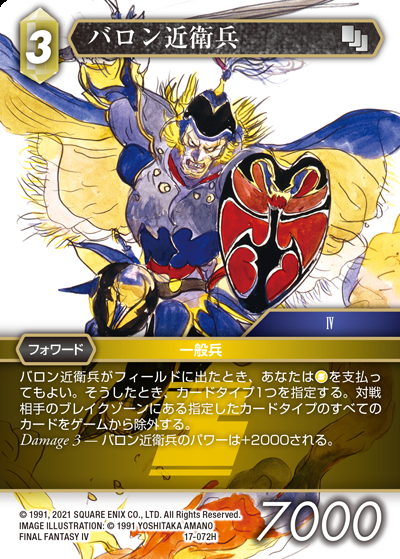 3
バロン近衛兵
IV
フォワード
一般兵
バロン近衛兵がフィールドに出たとき、あなたは を支払っ
てもよい。そうしたとき、カードタイプ1つを指定する。対戦
相手のブレイクゾーンにある指定したカードタイプのすべての
カードをゲームから除外する。
Damage 3 ― バロン近衛兵のパワーは+2000される。
© 1991, 2021 SQUARE ENIX CO., LTD. All Rights Reserved.
IMAGE ILLUSTRATION: © 1991 YOSHITAKA AMANO
FINAL FANTASY IV
17-072H
7000